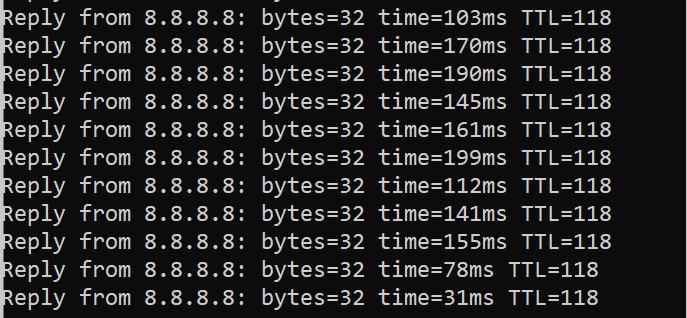 Reply from 8.8.8.8: bytes=32 time=103ms TTL=118
Reply from 8.8.8.8: bytes=32 time=170ms TTL=118
Reply from 8.8.8.8: bytes=32 time=190ms TTL=118
Reply from 8.8.8.8: bytes=32 time=145ms TTL=118
Reply from 8.8.8.8: bytes=32 time=161ms TTL=118
Reply from 8.8.8.8: bytes=32 time=199ms TTL=118
Reply from 8.8.8.8: bytes=32 time=112ms TTL=118
Reply from 8.8.8.8: bytes=32 time=141ms TTL=118
Reply from 8.8.8.8: bytes=32 time=155ms TTL=118
Reply from 8.8.8.8: bytes=32 time=78ms TTL=118
Reply from 8.8.8.8: bytes=32 time=31ms TTL=118